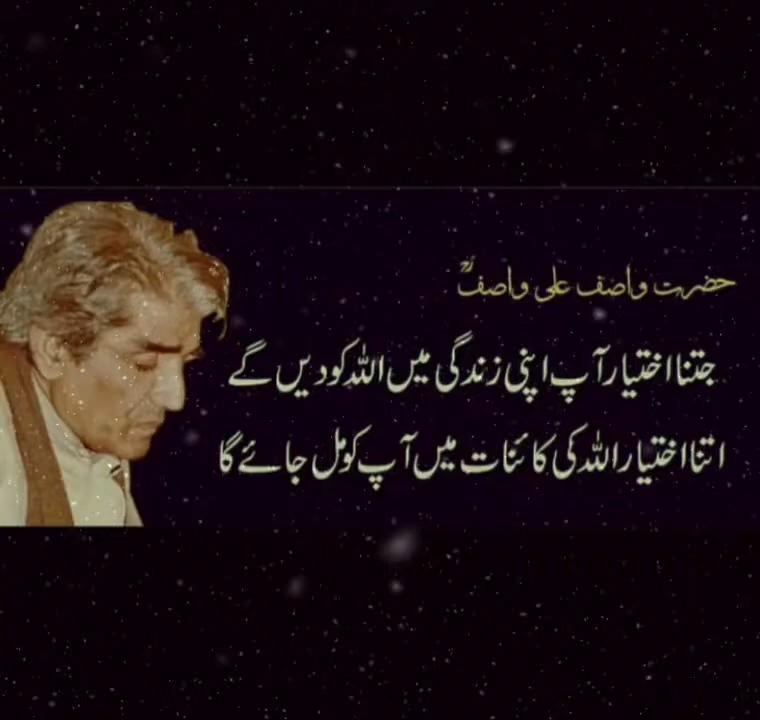 حضرت واصف علی واصفؒ
جتنا اختیار آپ اپنی زندگی میں اللہ کو دیں گے
اتنا اختیار اللہ کی کائنات میں آپ کو مل جائے گا